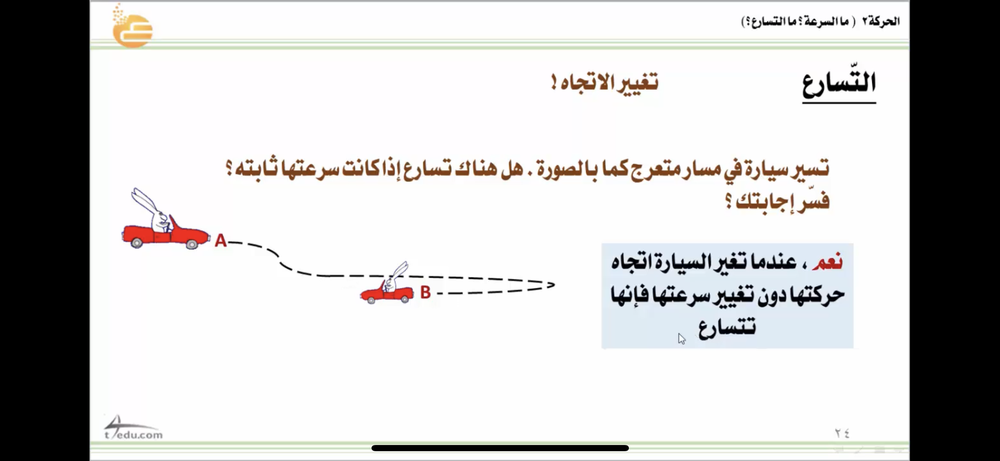 الحركة٢ ( ما السرعة؟ ما التسارع؟)
التّسارع
تغيير الاتجاه !
تسير سيارة في مسار متعرج كما بالصورة . هل هناك تسارع إذا كانت سرعتها ثابته ؟
فسّر إجابتك ؟
A
نعم ، عندما تغير السيارة اتجاه
حركتها دون تغيير سرعتها فإنها
تتسارع
B
t4edu.com
٢٤